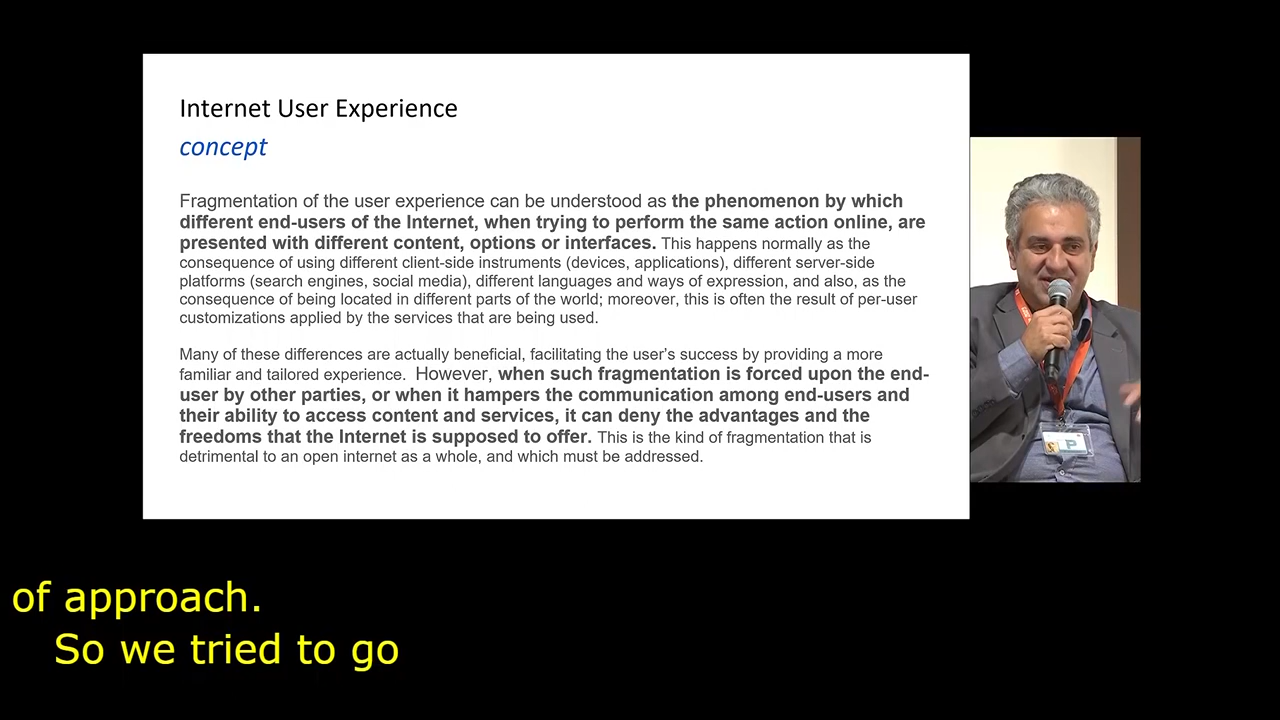 Internet User Experience
concept
Fragmentation of the user experience can be understood as the phenomenon by which
different end-users of the Internet, when trying to perform the same action online, are
presented with different content, options or interfaces. This happens normally as the
consequence of using different client-side instruments (devices, applications), different server-side
platforms (search engines, social media), different languages and ways of expression, and also, as the
consequence of being located in different parts of the world; moreover, this is often the result of per-user
customizations applied by the services that are being used.
Many of these differences are actually beneficial, facilitating the user's success by providing a more
familiar and tailored experience.  However, when such fragmentation is forced upon the end-
user by other parties, or when it hampers the communication among end-users and
their ability to access content and services, it can deny the advantages and the
freedoms that the Internet is supposed to offer. This is the kind of fragmentation that is
detrimental to an open internet as a whole, and which must be addressed.
P
of approach.
So we tried to go